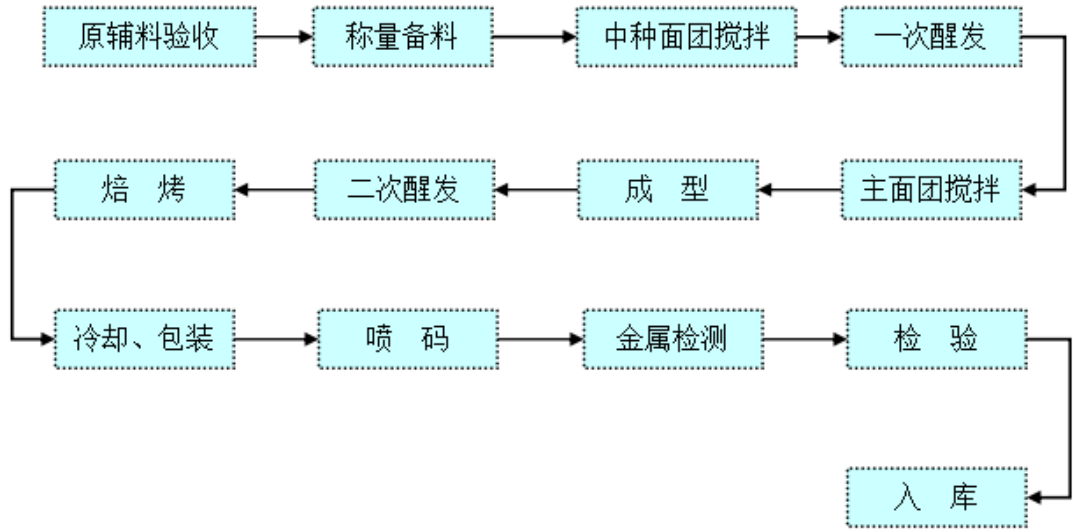 原辅料验收 称量备料 中种面团搅拌 一次醒发
焙 烤 二次醒发 成 型 主面团搅拌
冷却、包装 喷 码 金属检测 检 验
入 库